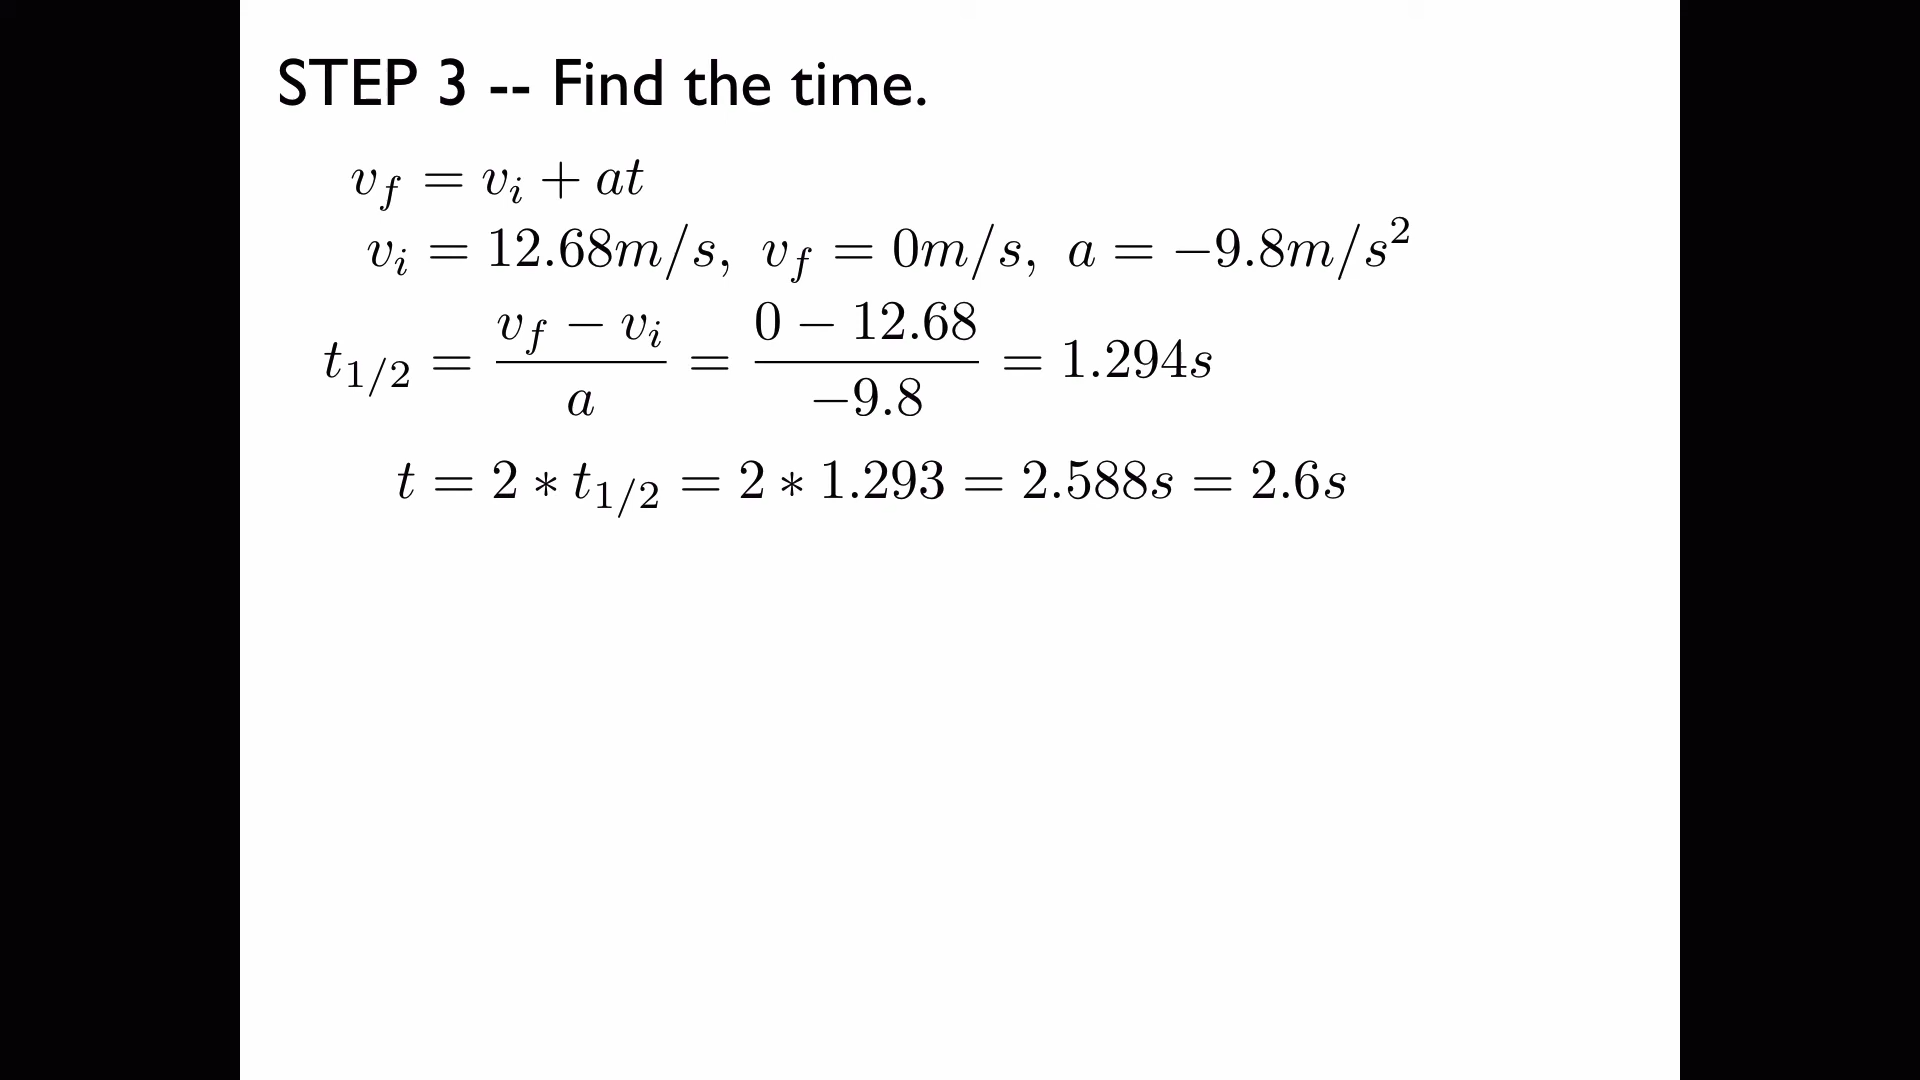 STEP 3 -- Find the time.
v_f = v_i + at
v_i = 12.68m/s, v_f = 0m/s, a = −9.8m/s^2
t_{1/2} = \frac{v_f − v_i}{a} = \frac{0 − 12.68}{−9.8} = 1.294s
t = 2 ∗ t_{1/2} = 2 ∗ 1.293 = 2.588s = 2.6s